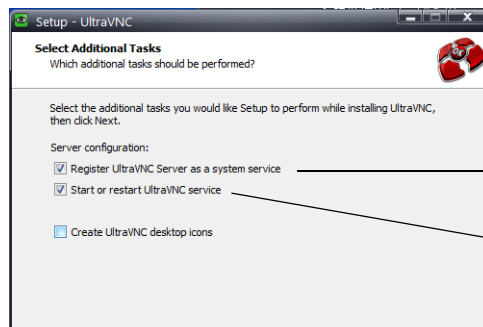 Setup - UltraVNC
Select Additional Tasks
Which additional tasks should be performed?
Select the additional tasks you would like Setup to perform while installing UltraVNC,
then click Next.
Server configuration:
Register UltraVNC Server as a system service
Start or restart UltraVNC service
Create UltraVNC desktop icons